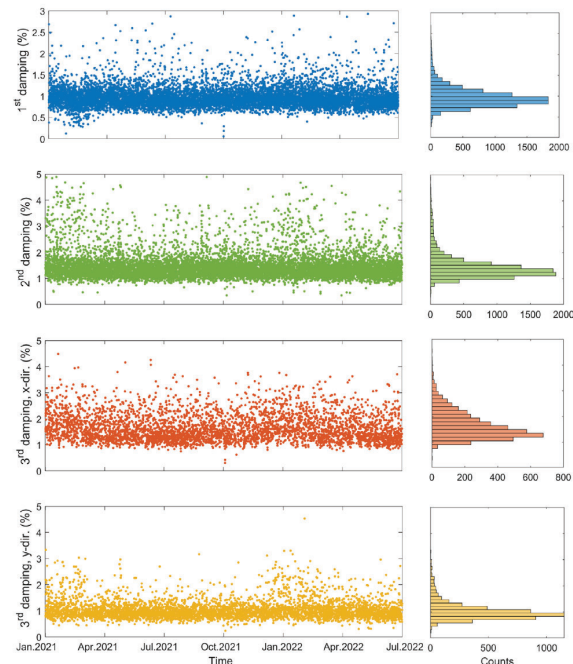 3
2.5
2
1.5
1
0.5
0
1st damping (%)
0 500 1000 1500 2000
5
4
3
2
1
0
2nd damping (%)
0 500 1000 1500 2000
5
4
3
2
1
0
3rd damping, x-dir. (%)
0 200 400 600 800
5
4
3
2
1
0
3rd damping, y-dir. (%)
Jan.2021 Apr.2021 Jul.2021 Oct.2021 Jan.2022 Apr.2022 Jul.2022
Time
0 500 1000
Counts